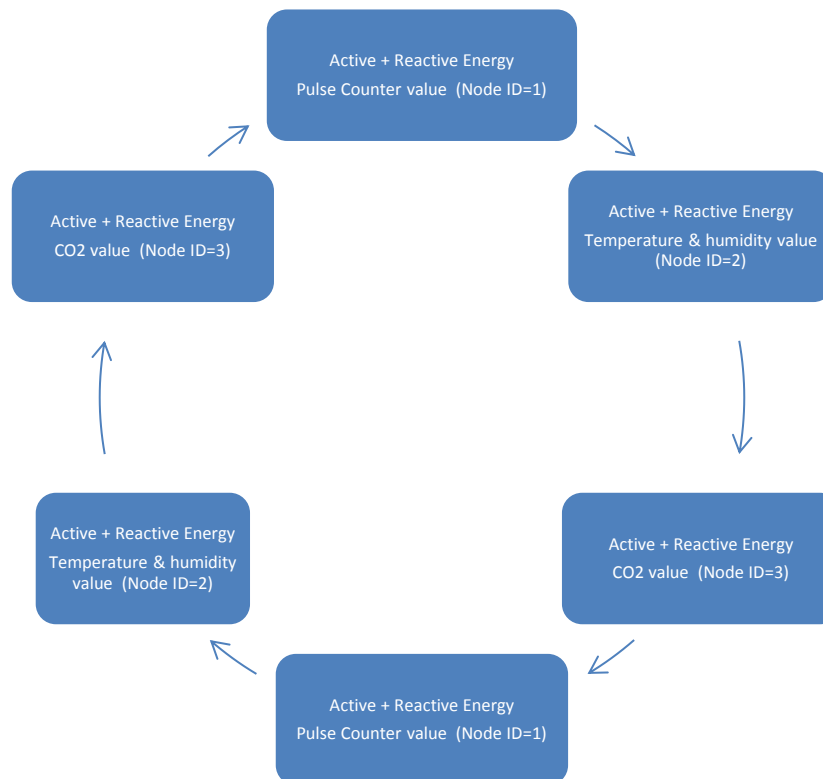 Active + Reactive Energy
Pulse Counter value  (Node ID=1)
Active + Reactive Energy
Temperature & humidity value
(Node ID=2)
Active + Reactive Energy
CO2 value  (Node ID=3)
Active + Reactive Energy
Pulse Counter value  (Node ID=1)
Active + Reactive Energy
Temperature & humidity
value  (Node ID=2)
Active + Reactive Energy
CO2 value  (Node ID=3)